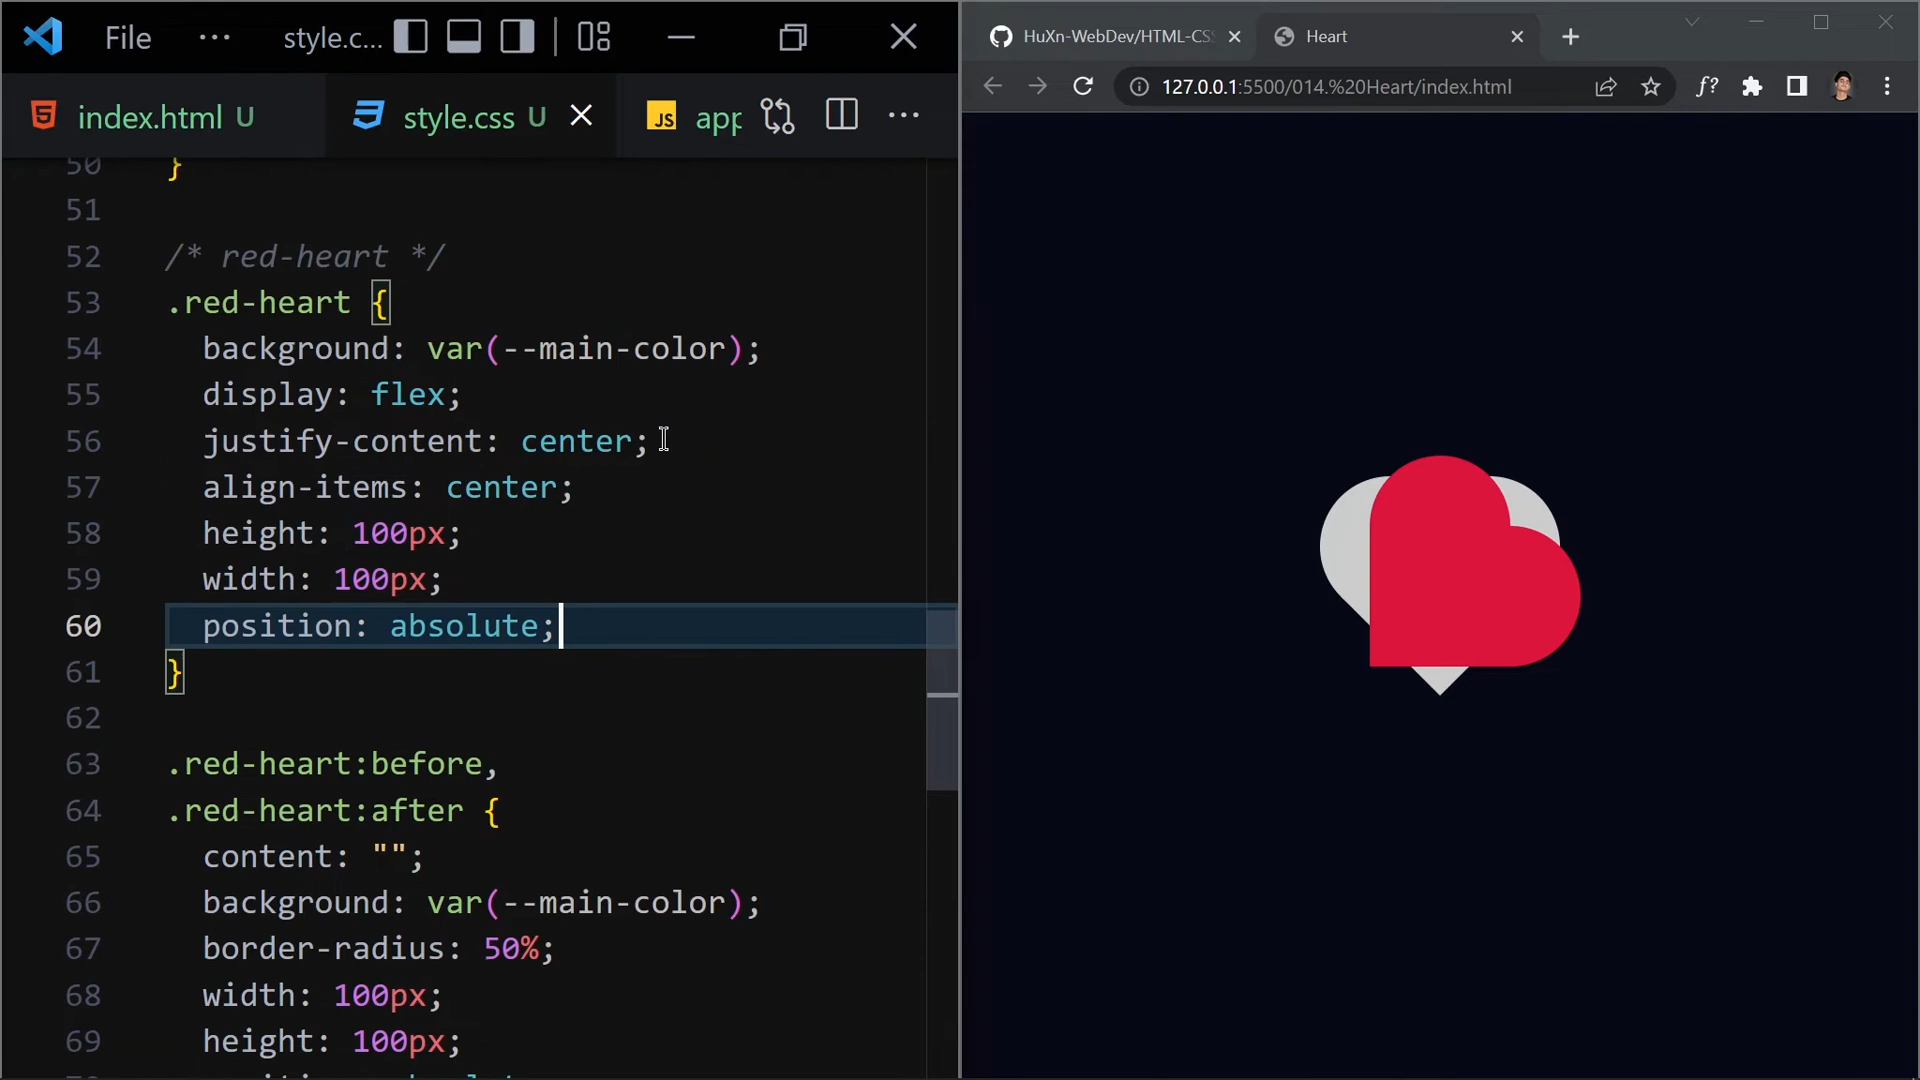 File ··· style.c...
index.html U style.css U app
50 }
51
52 /* red-heart */
53 .red-heart {
54 background: var(--main-color);
55 display: flex;
56 justify-content: center;
57 align-items: center;
58 height: 100px;
59 width: 100px;
60 position: absolute;
61 }
62
63 .red-heart:before,
64 .red-heart:after {
65 content: "";
66 background: var(--main-color);
67 border-radius: 50%;
68 width: 100px;
69 height: 100px;
HuXn-WebDev/HTML-CS Heart
127.0.0.1:5500/014.%20Heart/index.html f?